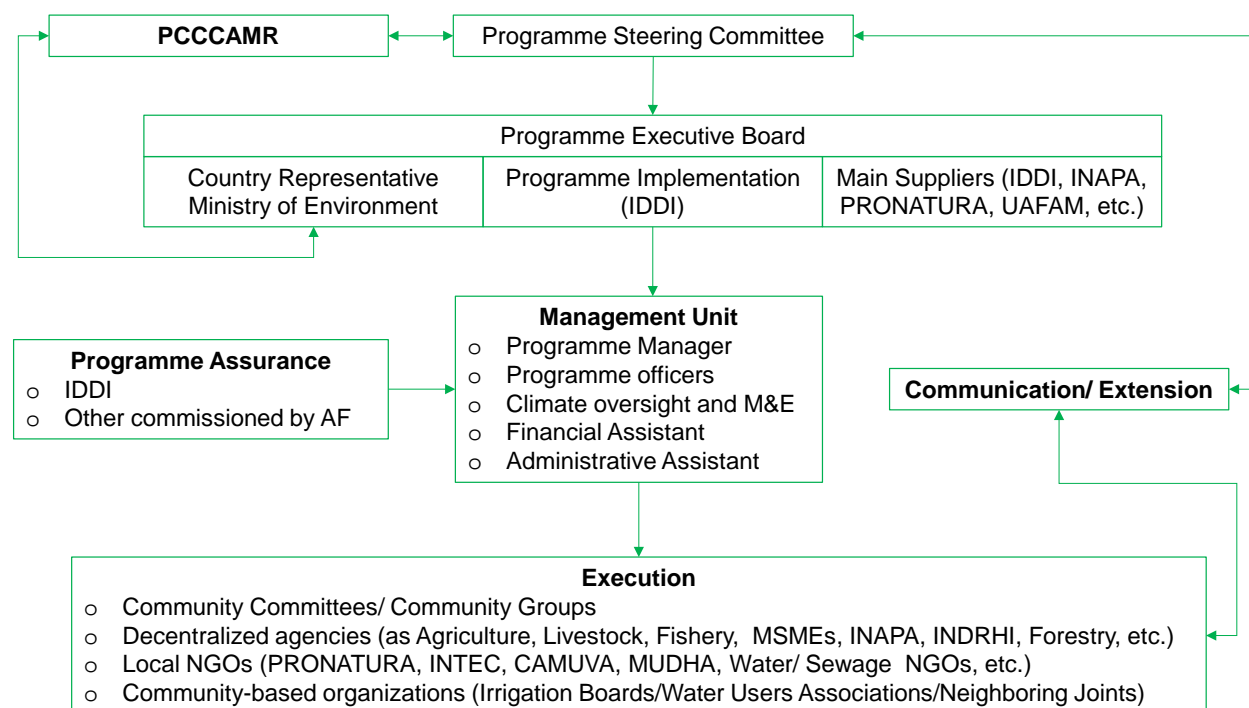 PCCCAMR
Programme Steering Committee
Programme Executive Board
Country Representative
Ministry of Environment
Programme Implementation
(IDDI)
Main Suppliers (IDDI, INAPA,
PRONATURA, UAFAM, etc.)
Management Unit
o Programme Manager
o Programme officers
o Climate oversight and M&E
o Financial Assistant
o Administrative Assistant
Programme Assurance
o IDDI
o Other commissioned by AF
Communication/ Extension
Execution
o Community Committees/ Community Groups
o Decentralized agencies (as Agriculture, Livestock, Fishery, MSMEs, INAPA, INDRHI, Forestry, etc.)
o Local NGOs (PRONATURA, INTEC, CAMUVA, MUDHA, Water/ Sewage NGOs, etc.)
o Community-based organizations (Irrigation Boards/Water Users Associations/Neighboring Joints)